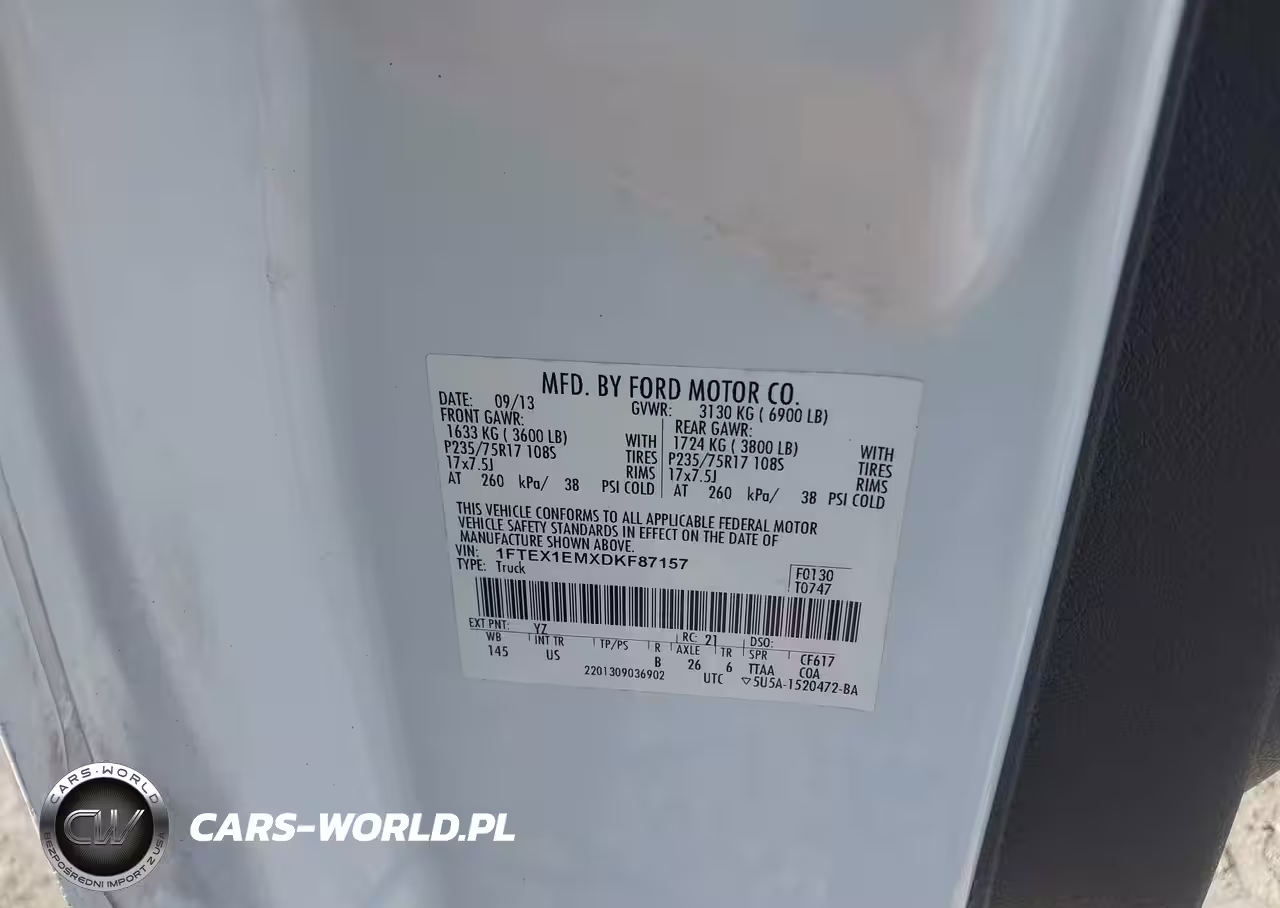 MFD. BY FORD MOTOR CO.
DATE: 09/13 GVWR: 3130 KG ( 6900 LB)
FRONT GAWR: REAR GAWR:
1633 KG ( 3600 LB) WITH 1724 KG ( 3800 LB) WITH
P235/75R17 108S TIRES P235/75R17 108S TIRES
17x7.5J RIMS 17x7.5J RIMS
AT 260 kPa/ 38 PSI COLD AT 260 kPa/ 38 PSI COLD
THIS VEHICLE CONFORMS TO ALL APPLICABLE FEDERAL MOTOR
VEHICLE SAFETY STANDARDS IN EFFECT ON THE DATE OF
MANUFACTURE SHOWN ABOVE.
VIN: 1FTEX1EMXDKF87157
TYPE: Truck
F0130
T0747
EXT PNT: YZ RC: 21 DSO:
WB INT TR TP/PS R AXLE TR SPR CF617
145 US B 26 6 TTAA COA
2201309036902 UTC ▽5U5A-1520472-BA
CARS-WORLD
CW
BEZPOŚREDNI IMPORT Z USA
CARS-WORLD.PL